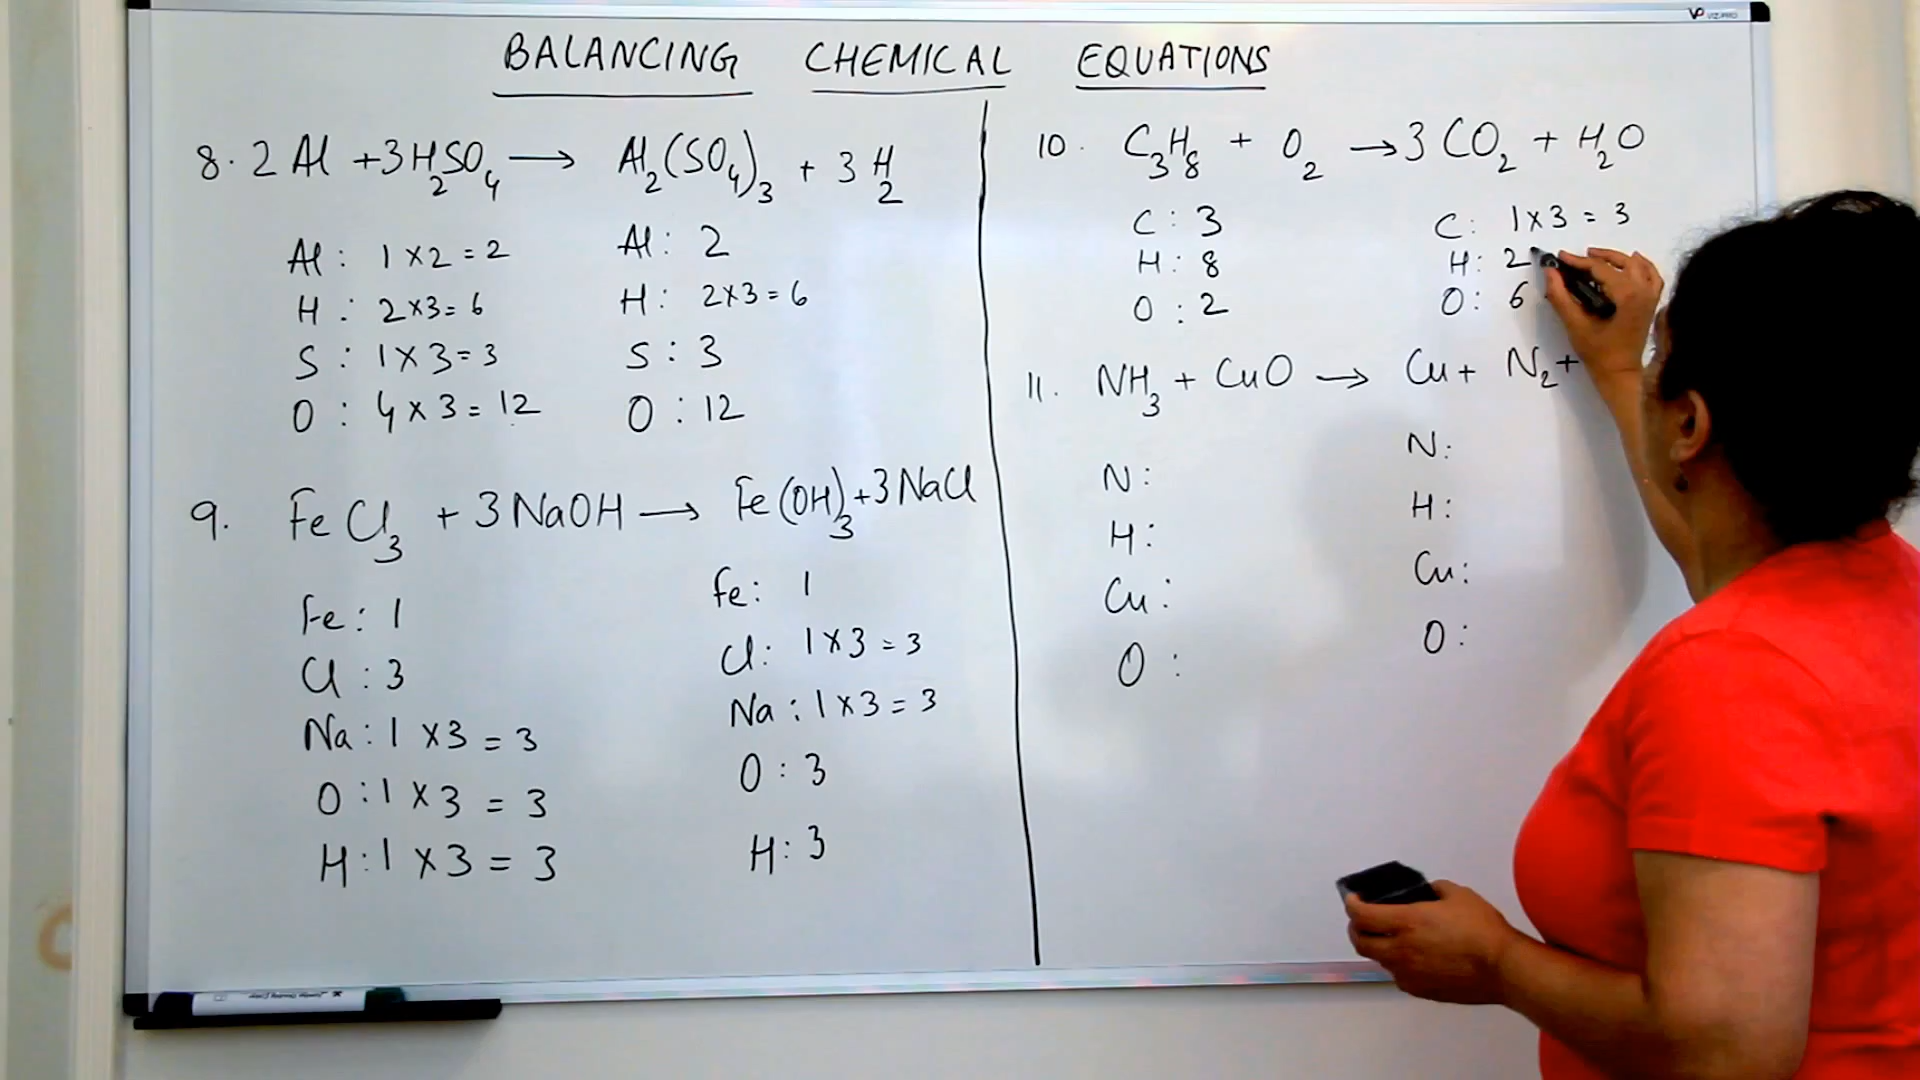 VIZ-PRO
BALANCING CHEMICAL EQUATIONS
8. 2 Al + 3 H₂SO₄ → Al₂(SO₄)₃ + 3 H₂
Al : 1 x 2 = 2
H : 2 x 3 = 6
S : 1 x 3 = 3
O : 4 x 3 = 12
Al : 2
H : 2 x 3 = 6
S : 3
O : 12
9. FeCl₃ + 3 NaOH → Fe(OH)₃ + 3 NaCl
Fe : 1
Cl : 3
Na : 1 x 3 = 3
O : 1 x 3 = 3
H : 1 x 3 = 3
Fe : 1
Cl : 1 x 3 = 3
Na : 1 x 3 = 3
O : 3
H : 3
10. C₃H₈ + O₂ → 3 CO₂ + H₂O
C : 3
H : 8
O : 2
C : 1 x 3 = 3
H : 2
O : 6
11. NH₃ + CuO → Cu + N₂ +
N :
H :
Cu :
O :
N :
H :
Cu :
O :